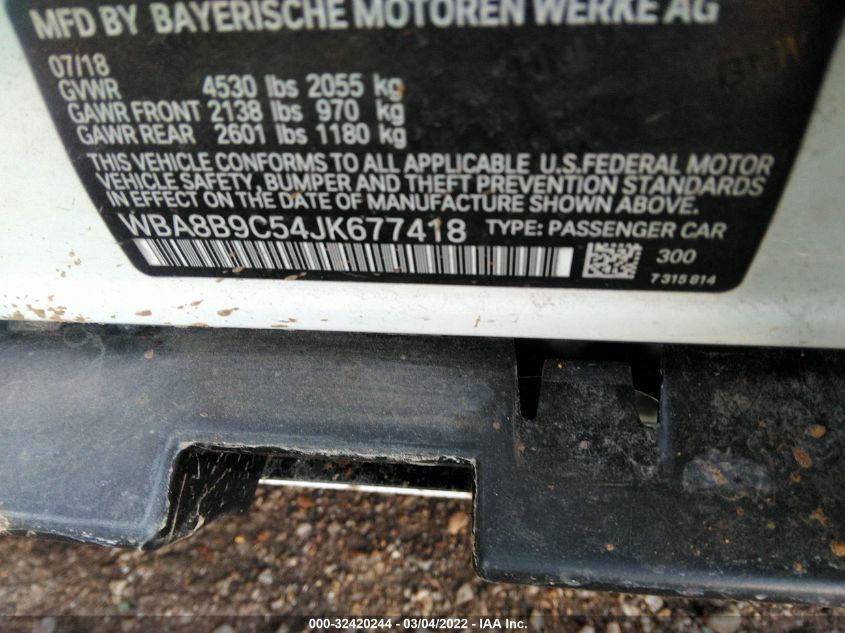 MFD BY BAYERISCHE MOTOREN WERKE AG
07/18
GVWR 4530 lbs 2055 kg
GAWR FRONT 2138 lbs 970 kg
GAWR REAR 2601 lbs 1180 kg
THIS VEHICLE CONFORMS TO ALL APPLICABLE U.S.FEDERAL MOTOR
VEHICLE SAFETY, BUMPER AND THEFT PREVENTION STANDARDS
IN EFFECT ON THE DATE OF MANUFACTURE SHOWN ABOVE.
WBA8B9C54JK677418 TYPE: PASSENGER CAR
300
7315814
000-32420244 - 03/04/2022 - IAA Inc.